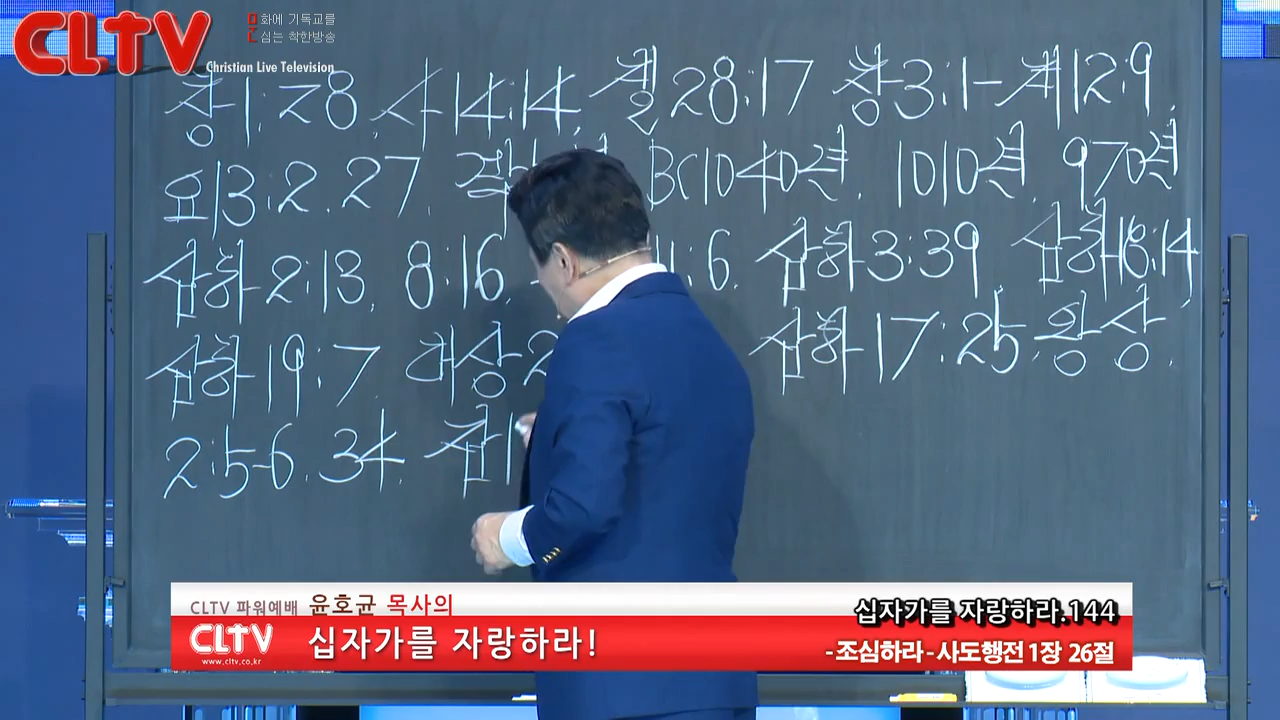 CLTV
문화에 기독교를
심는 착한방송
Christian Live Television
창1:28. 사14:14. 겔28:17 창3:1-계12:9.
요13:2.27. BC1040년. 1010년. 970년
삼하2:13. 8:16. :6. 삼하3:39 삼하18:14,
삼하19:7. 대상2 삼하17:25.왕상.
2:5-6.34.
CLTV 파워예배 윤호균 목사의
십자가를 자랑하라.144
CLTV
www.cltv.co.kr
십자가를 자랑하라!
-조심하라-사도행전 1장 26절